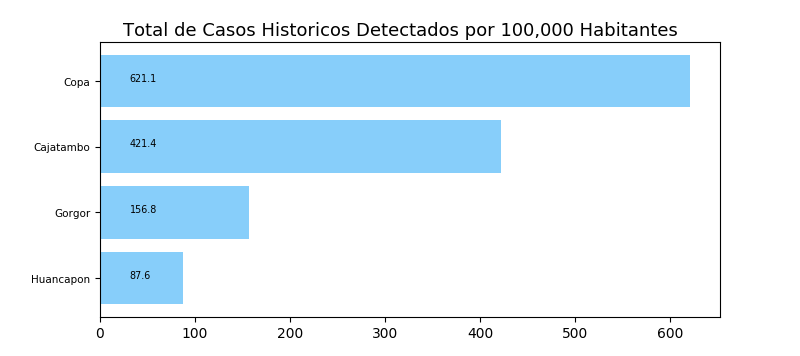 Total de Casos Historicos Detectados por 100,000 Habitantes
Copa 621.1
Cajatambo 421.4
Gorgor 156.8
Huancapon 87.6
0 100 200 300 400 500 600